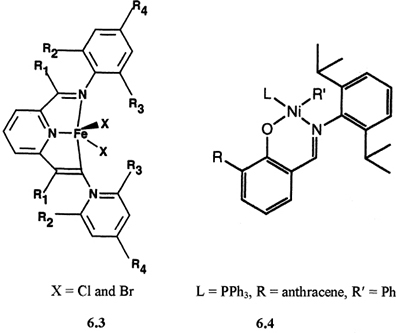 R4
R2
R1
R3
N
X
N
Fe
X
R3
R1
N
R2
R4
L
R'
Ni
O
N
R
X = Cl and Br
6.3
L = PPh3, R = anthracene, R' = Ph
6.4